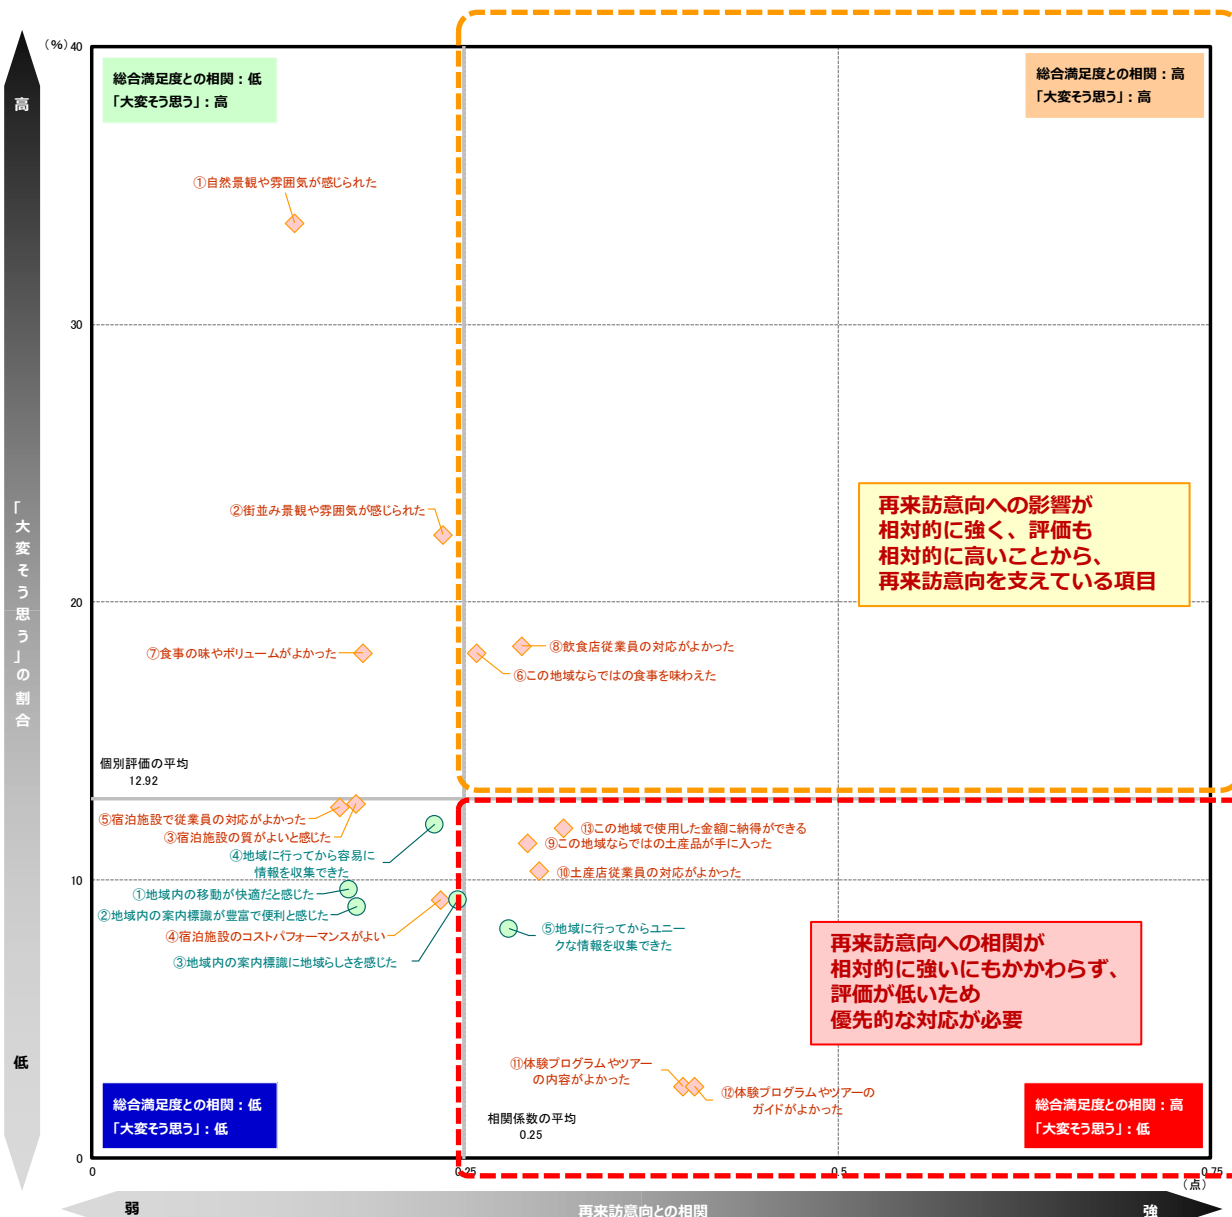 （%）
40
総合満足度との相関：低
「大変そう思う」：高
総合満足度との相関：高
「大変そう思う」：高
高
①自然景観や雰囲気が感じられた
30
「大変そう思う」の割合
②街並み景観や雰囲気が感じられた
再来訪意向への影響が
相対的に強く、評価も
相対的に高いことから、
再来訪意向を支えている項目
20
⑦食事の味やボリュームがよかった
⑧飲食店従業員の対応がよかった
⑥この地域ならではの食事を味わえた
個別評価の平均
12.92
⑤宿泊施設で従業員の対応がよかった
③宿泊施設の質がよいと感じた
④地域に行ってから容易に
情報を収集できた
⑬この地域で使用した金額に納得ができる
⑨この地域ならではの土産品が手に入った
⑩土産店従業員の対応がよかった
10
①地域内の移動が快適だと感じた
②地域内の案内標識が豊富で便利と感じた
④宿泊施設のコストパフォーマンスがよい
③地域内の案内標識に地域らしさを感じた
⑤地域に行ってからユニー
クな情報を収集できた
再来訪意向への相関が
相対的に強いにもかかわらず、
評価が低いため
優先的な対応が必要
低
⑪体験プログラムやツアー
の内容がよかった
⑫体験プログラムやツアーの
ガイドがよかった
総合満足度との相関：低
「大変そう思う」：低
相関係数の平均
0.25
総合満足度との相関：高
「大変そう思う」：低
0
0
0.25
0.5
0.75
（点）
弱
再来訪意向との相関
強